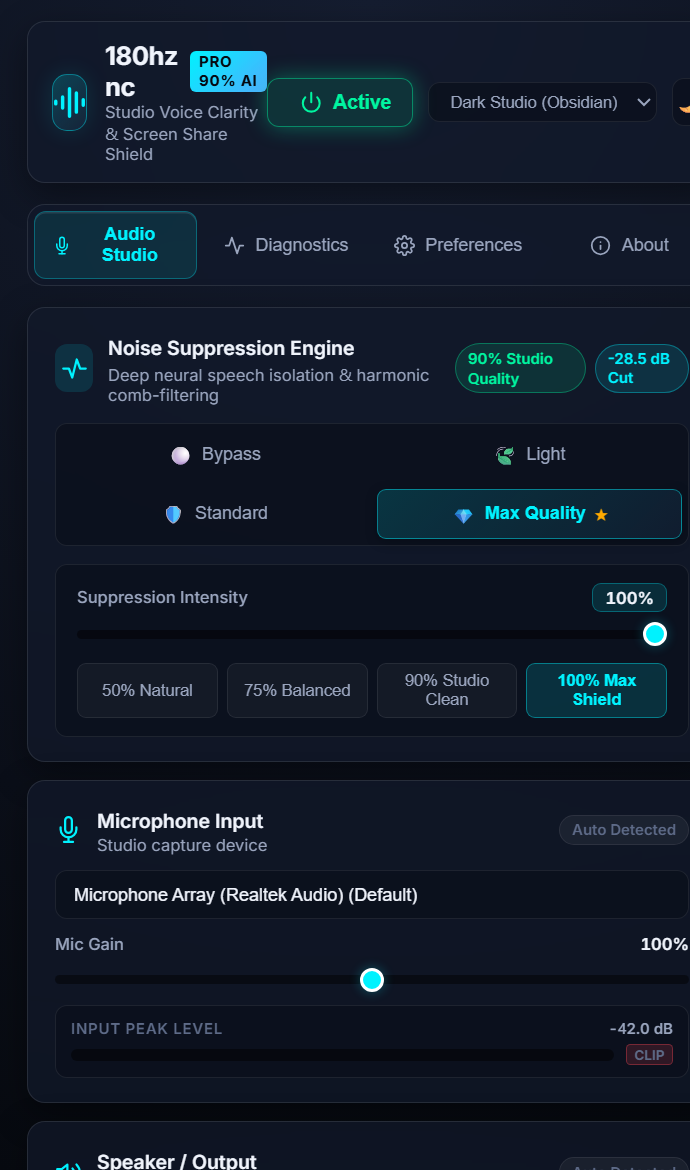 180hz
nc
PRO
90% AI
Studio Voice Clarity
& Screen Share
Shield
Active
Dark Studio (Obsidian)
Audio
Studio
Diagnostics
Preferences
About
Noise Suppression Engine
Deep neural speech isolation & harmonic
comb-filtering
90% Studio
Quality
-28.5 dB
Cut
Bypass
Light
Standard
Max Quality
Suppression Intensity
100%
50% Natural
75% Balanced
90% Studio
Clean
100% Max
Shield
Microphone Input
Studio capture device
Auto Detected
Microphone Array (Realtek Audio) (Default)
Mic Gain
100%
INPUT PEAK LEVEL
-42.0 dB
CLIP
Speaker / Output
Auto Detected